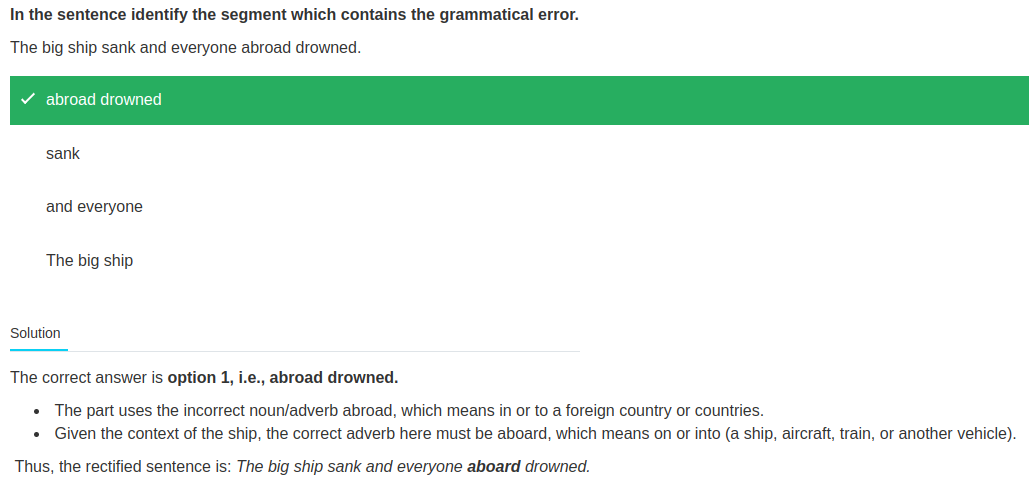 In the sentence identify the segment which contains the grammatical error.
The big ship sank and everyone abroad drowned.
abroad drowned
sank
and everyone
The big ship
Solution
The correct answer is option 1, i.e., abroad drowned.
• The part uses the incorrect noun/adverb abroad, which means in or to a foreign country or countries.
• Given the context of the ship, the correct adverb here must be aboard, which means on or into (a ship, aircraft, train, or another vehicle).
Thus, the rectified sentence is: The big ship sank and everyone aboard drowned.